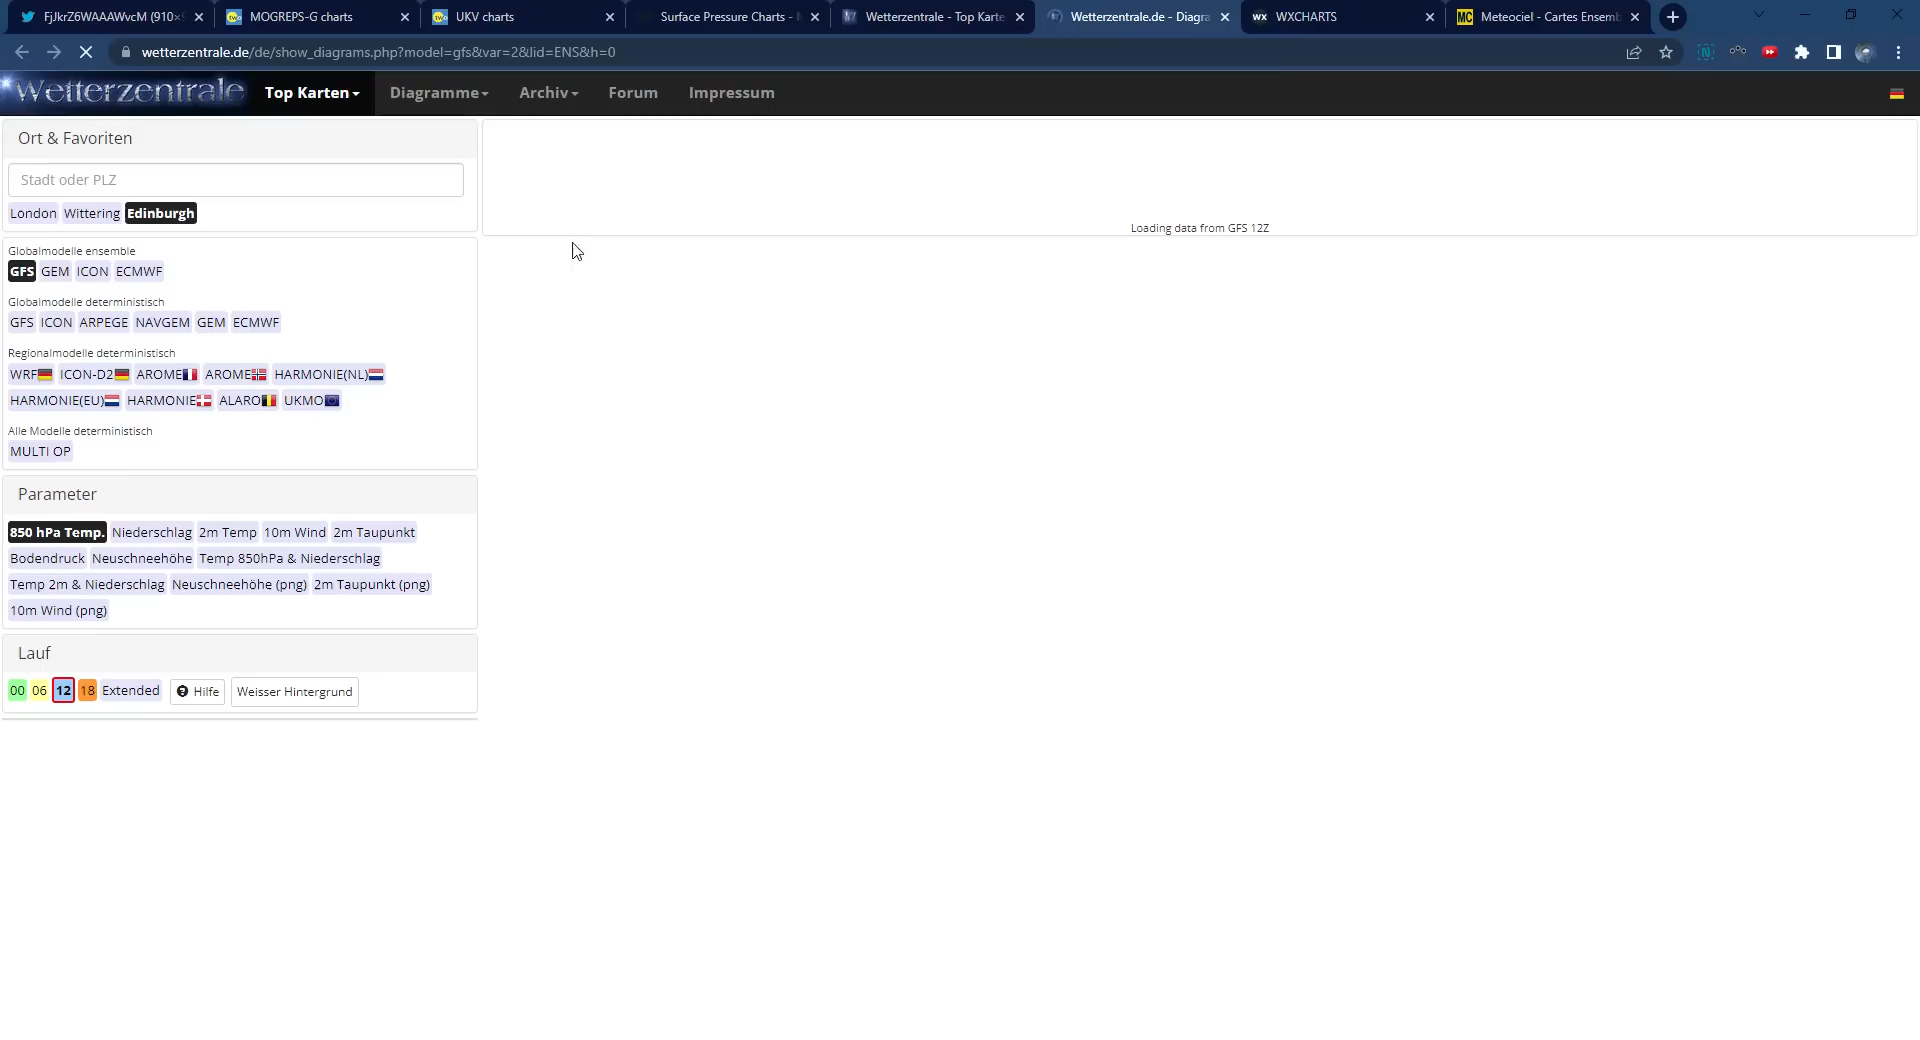 FjJkrZ6WAAAWvcM (910×
MOGREPS-G charts
UKV charts
Surface Pressure Charts -
Wetterzentrale - Top Karte
Wetterzentrale.de - Diagra
WXCHARTS
Meteociel - Cartes Ensemb
wetterzentrale.de/de/show_diagrams.php?model=gfs&var=2&lid=ENS&h=0
Wetterzentrale
Top Karten
Diagramme
Archiv
Forum
Impressum
Ort & Favoriten
Stadt oder PLZ
London Wittering Edinburgh
Loading data from GFS 12Z
Globalmodelle ensemble
GFS GEM ICON ECMWF
Globalmodelle deterministisch
GFS ICON ARPEGE NAVGEM GEM ECMWF
Regionalmodelle deterministisch
WRF ICON-D2 AROME AROME HARMONIE(NL)
HARMONIE(EU) HARMONIE ALARO UKMO
Alle Modelle deterministisch
MULTI OP
Parameter
850 hPa Temp. Niederschlag 2m Temp 10m Wind 2m Taupunkt
Bodendruck Neuschneehöhe Temp 850hPa & Niederschlag
Temp 2m & Niederschlag Neuschneehöhe (png) 2m Taupunkt (png)
10m Wind (png)
Lauf
00 06 12 18 Extended Hilfe Weisser Hintergrund